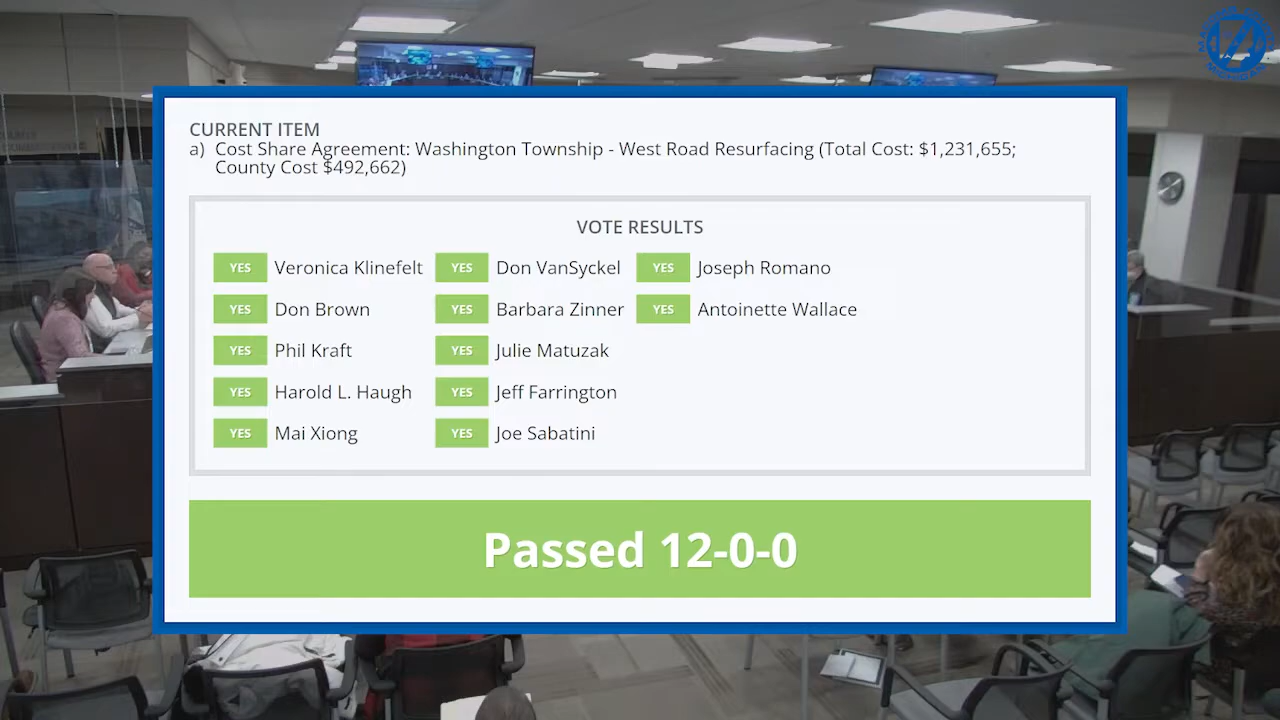 CURRENT ITEM
a) Cost Share Agreement: Washington Township - West Road Resurfacing (Total Cost: $1,231,655;
County Cost $492,662)
VOTE RESULTS
YES Veronica Klinefelt YES Don VanSyckel YES Joseph Romano
YES Don Brown YES Barbara Zinner YES Antoinette Wallace
YES Phil Kraft YES Julie Matuzak
YES Harold L. Haugh YES Jeff Farrington
YES Mai Xiong YES Joe Sabatini
Passed 12-0-0